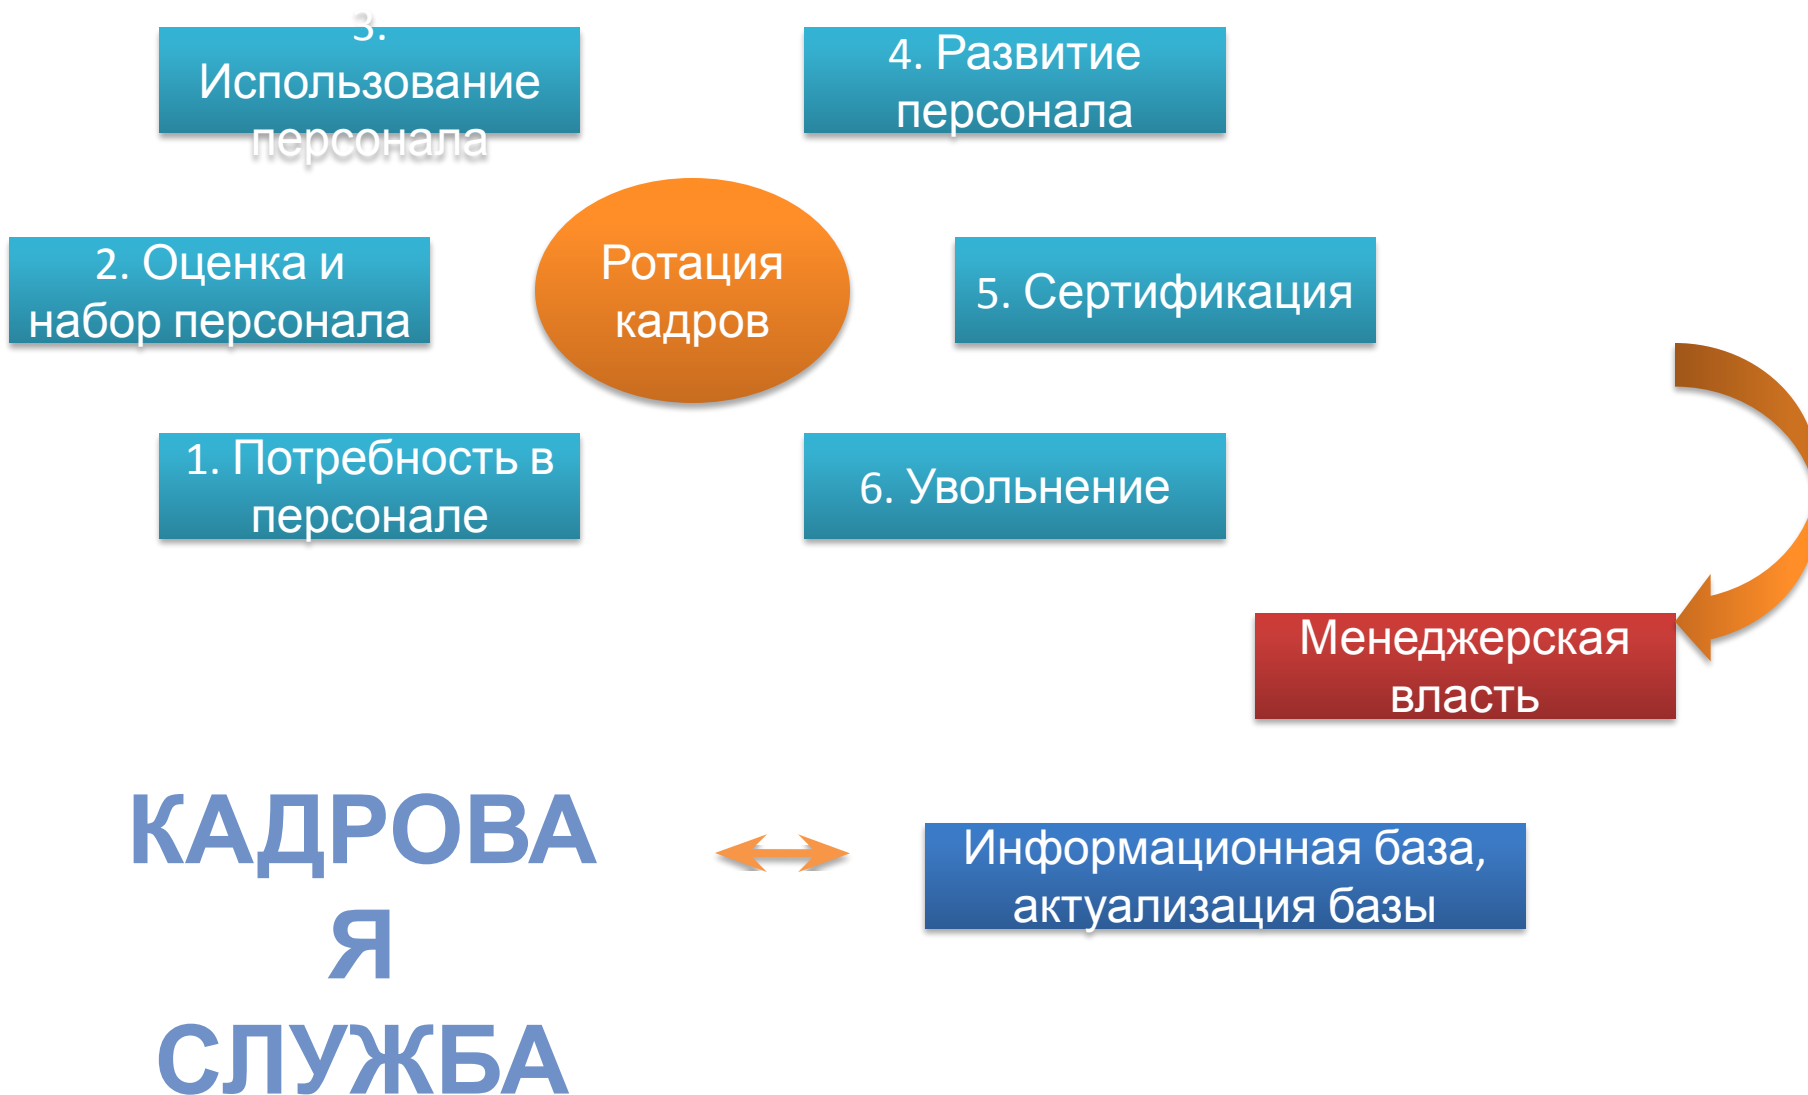 3.
Использование
персонала
4. Развитие
персонала
2. Оценка и
набор персонала
Ротация
кадров
5. Сертификация
1. Потребность в
персонале
6. Увольнение
Менеджерская
власть
КАДРОВА
Я
СЛУЖБА
Информационная база,
актуализация базы